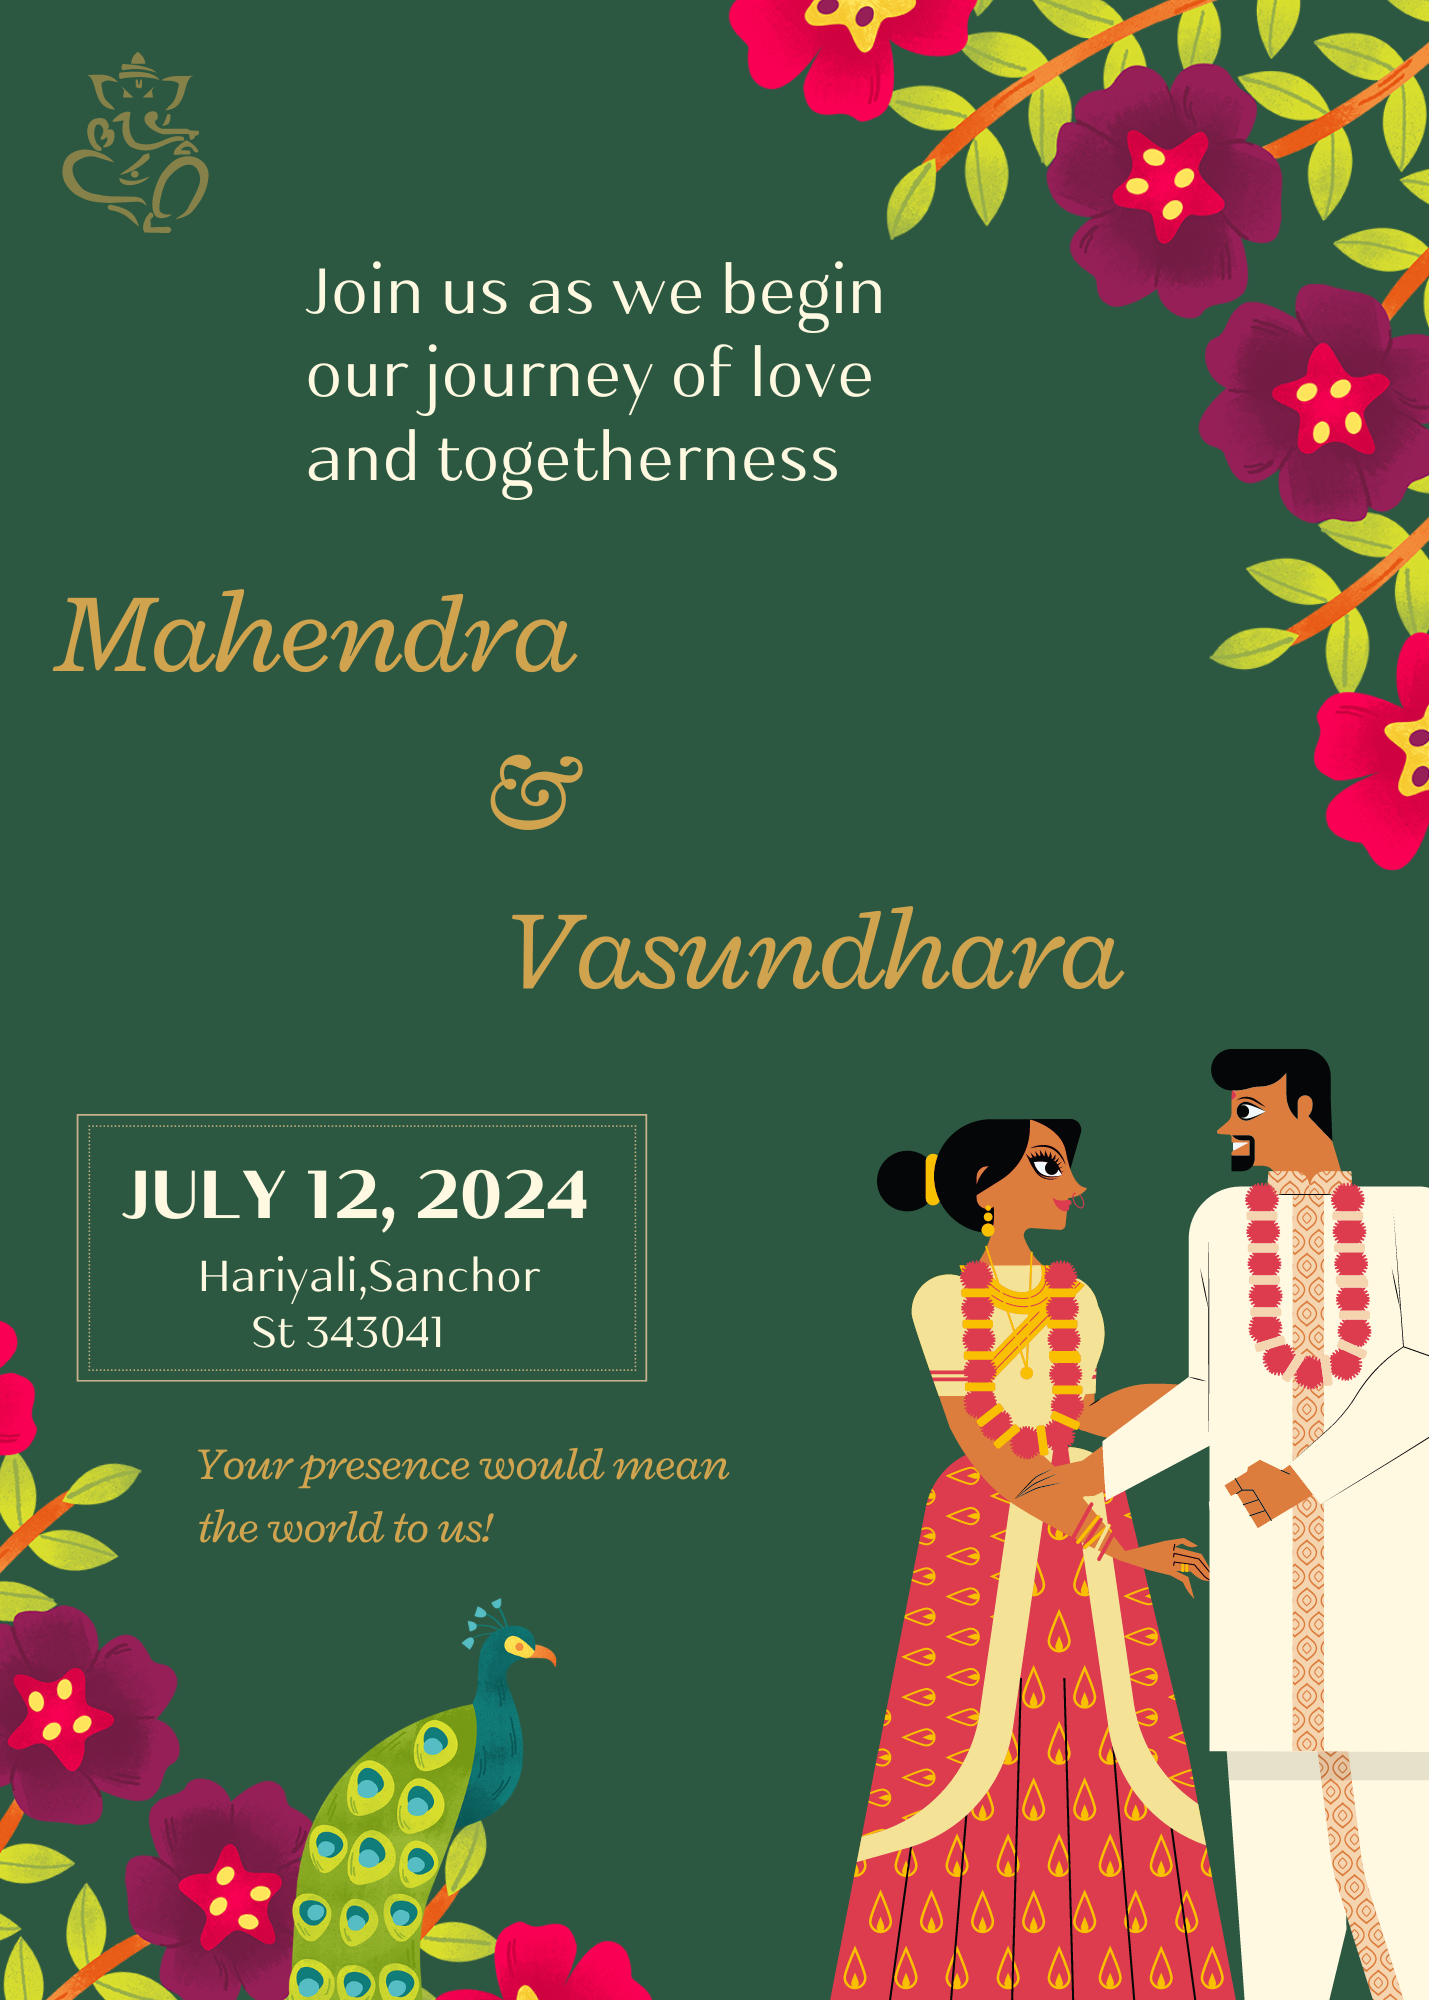 Join us as we begin
our journey of love
and togetherness
Mahendra
&
Vasundhara
JULY 12, 2024
Hariyali,Sanchor
St 343041
Your presence would mean
the world to us!